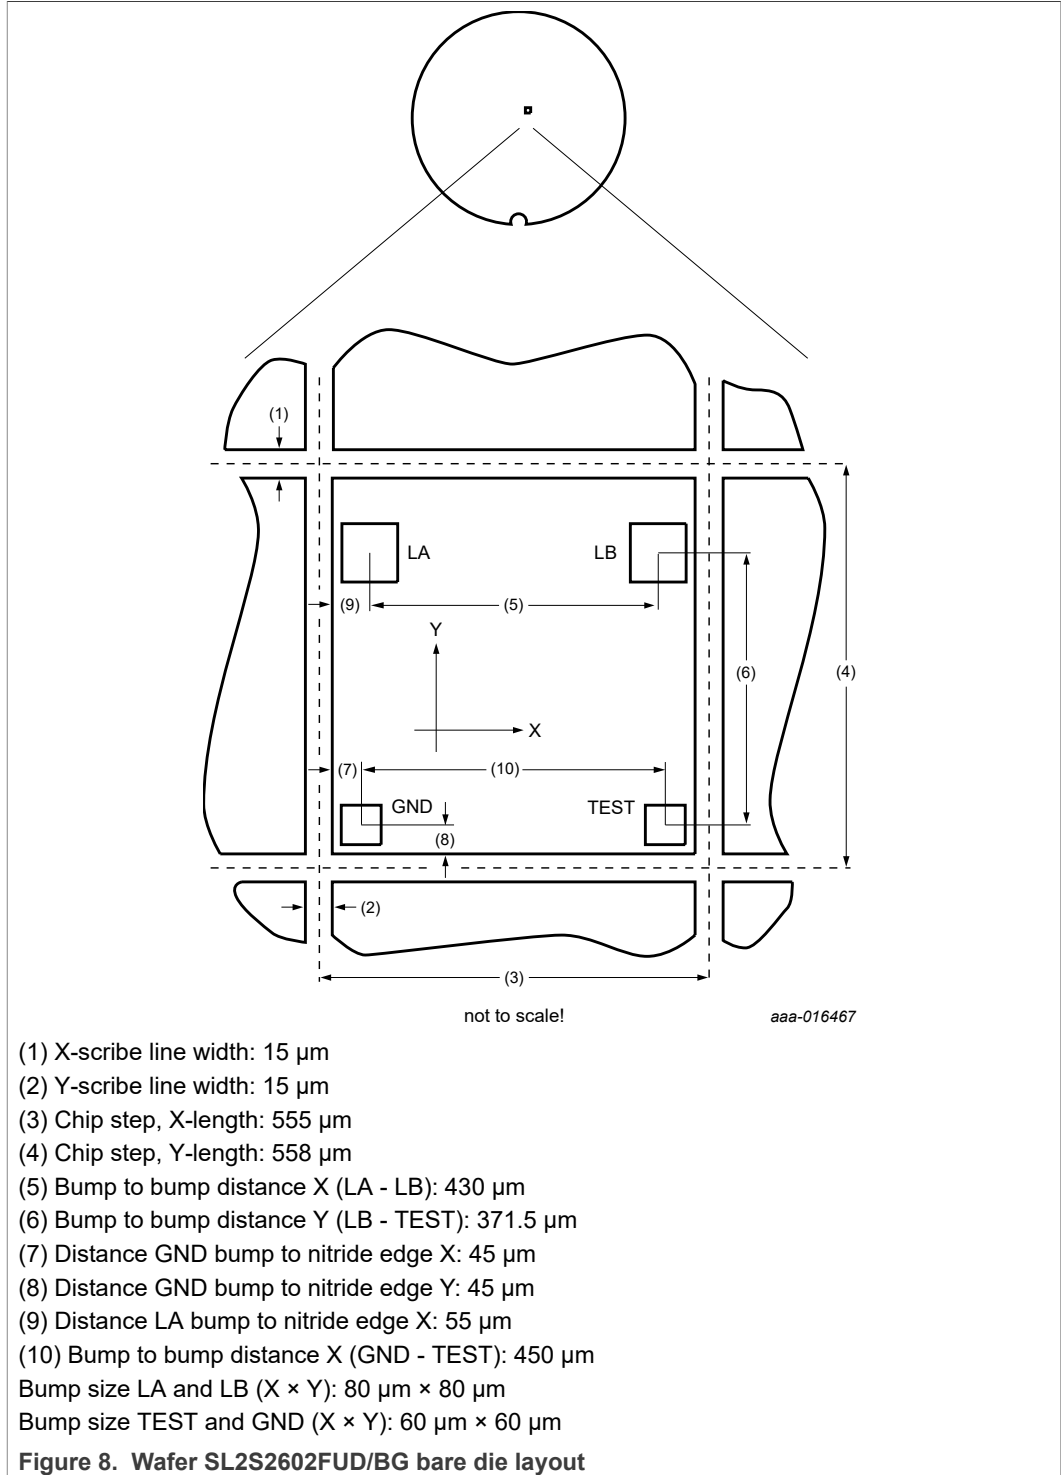 (1)
LA
LB
(9)
(5)
Y
(6)
(4)
X
(7)
(10)
GND
TEST
(8)
(2)
(3)
not to scale!
aaa-016467
(1) X-scribe line width: 15 μm
(2) Y-scribe line width: 15 μm
(3) Chip step, X-length: 555 μm
(4) Chip step, Y-length: 558 μm
(5) Bump to bump distance X (LA - LB): 430 μm
(6) Bump to bump distance Y (LB - TEST): 371.5 μm
(7) Distance GND bump to nitride edge X: 45 μm
(8) Distance GND bump to nitride edge Y: 45 μm
(9) Distance LA bump to nitride edge X: 55 μm
(10) Bump to bump distance X (GND - TEST): 450 μm
Bump size LA and LB (X × Y): 80 μm × 80 μm
Bump size TEST and GND (X × Y): 60 μm × 60 μm
Figure 8. Wafer SL2S2602FUD/BG bare die layout